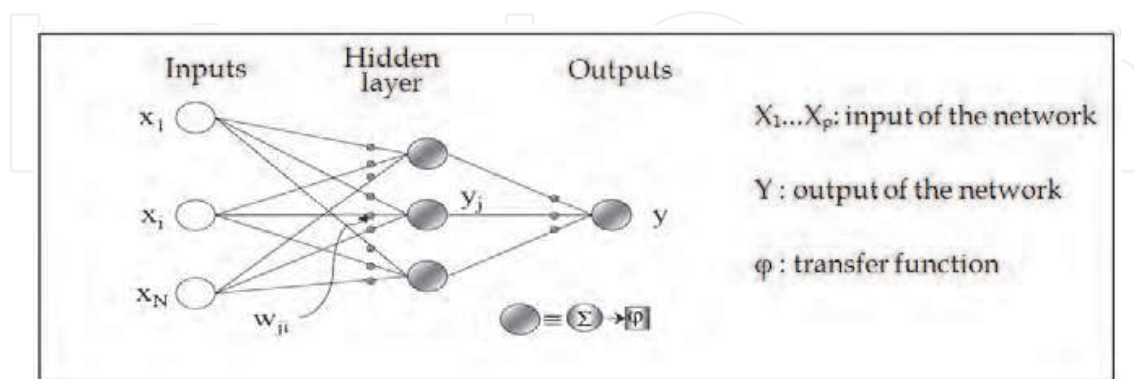 Inputs
Hidden
layer
Outputs
x1
xi
xN
wji
yj
y
Σ
φ
X1...Xp: input of the network
Y : output of the network
φ : transfer function